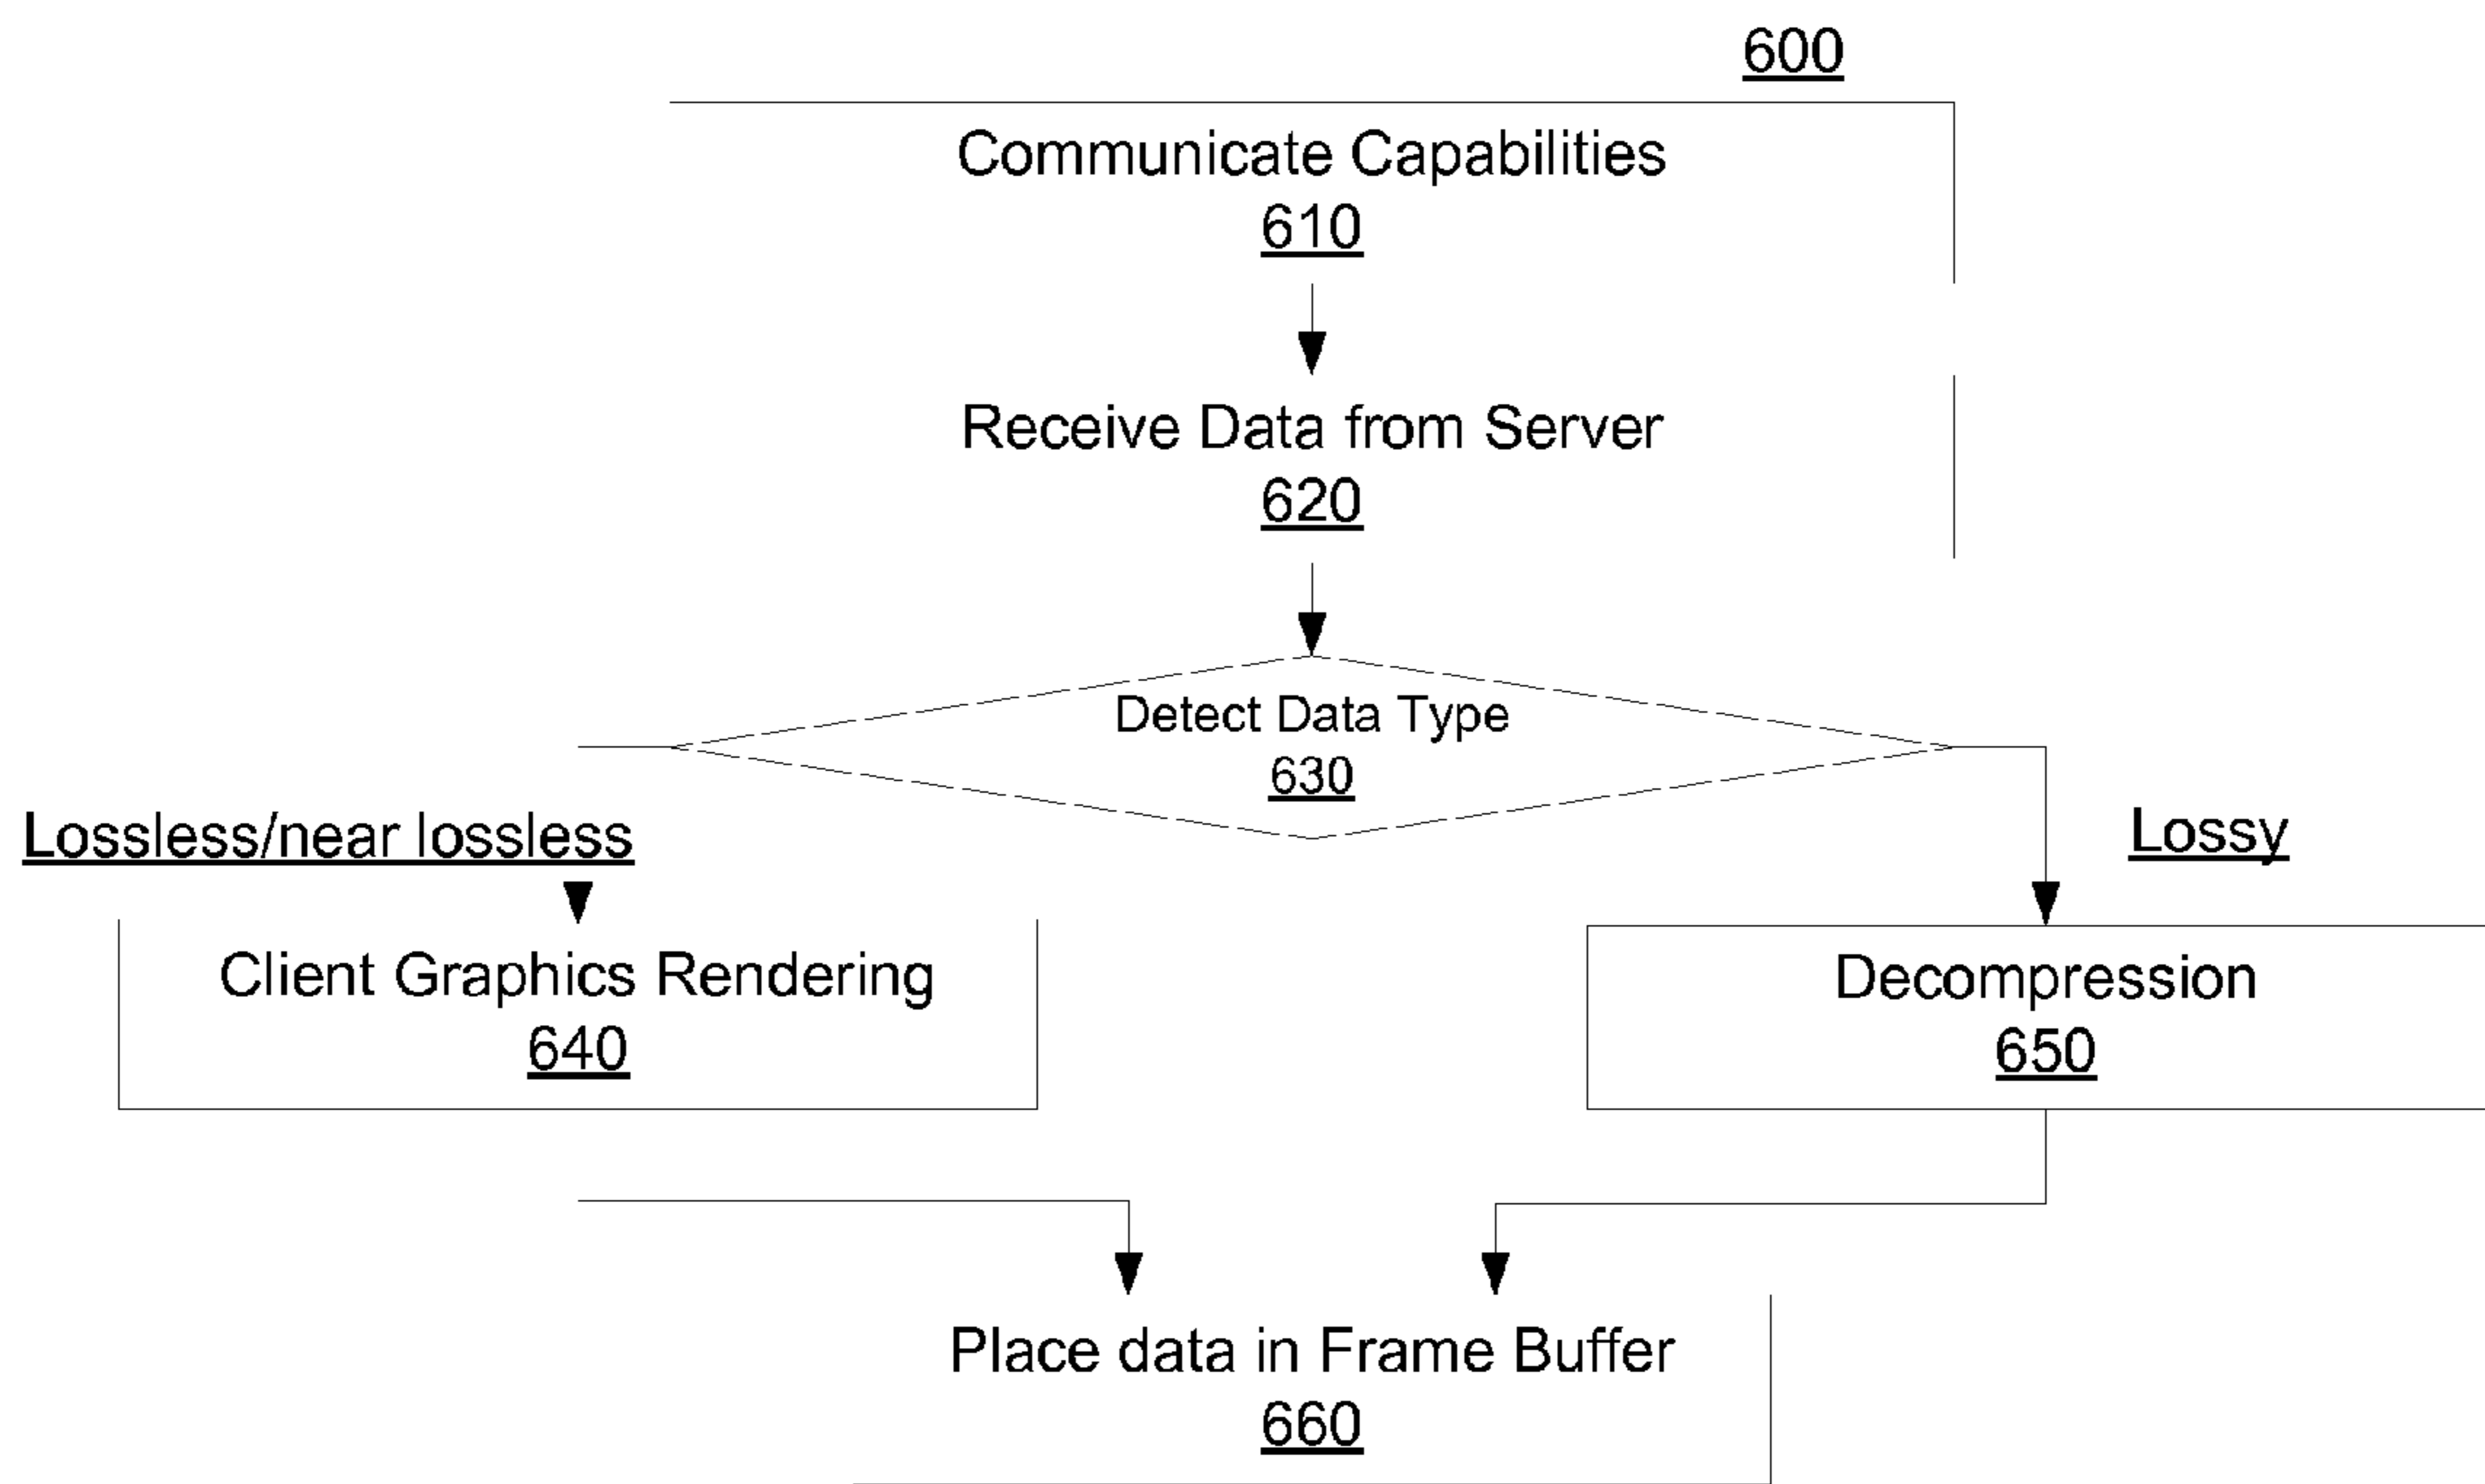 600
Communicate Capabilities
610
Receive Data from Server
620
Detect Data Type
630
Lossless/near lossless
Lossy
Client Graphics Rendering
640
Decompression
650
Place data in Frame Buffer
660